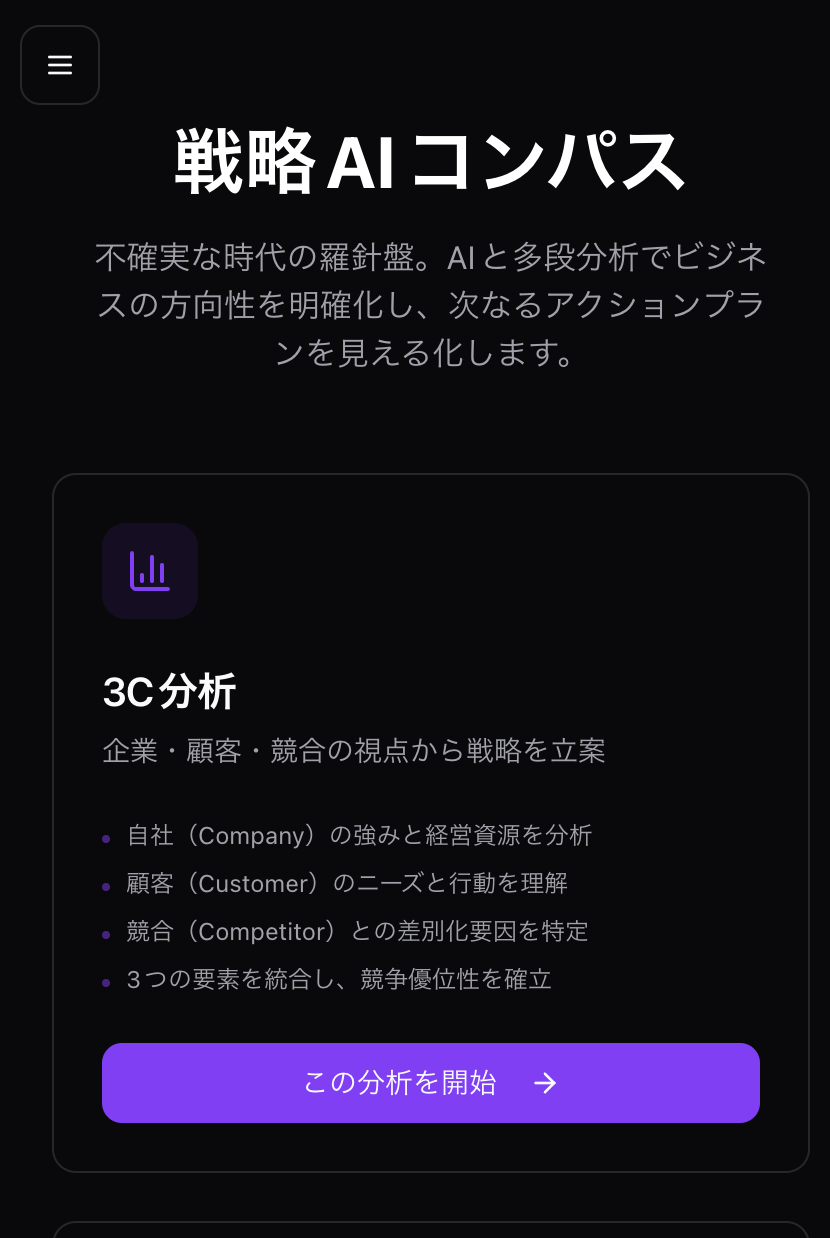 戦略AIコンパス
不確実な時代の羅針盤。AIと多段分析でビジネ
スの方向性を明確化し、次なるアクションプラ
ンを見える化します。
3C分析
企業・顧客・競合の視点から戦略を立案
自社（Company）の強みと経営資源を分析
顧客（Customer）のニーズと行動を理解
競合（Competitor）との差別化要因を特定
3つの要素を統合し、競争優位性を確立
この分析を開始 →